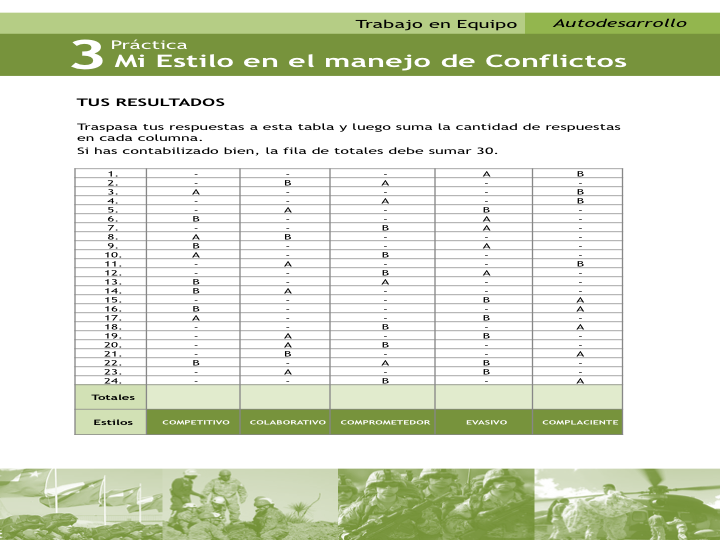 Trabajo en Equipo Autodesarrollo
3 Práctica
Mi Estilo en el manejo de Conflictos
TUS RESULTADOS
Traspasa tus respuestas a esta tabla y luego suma la cantidad de respuestas
en cada columna.
Si has contabilizado bien, la fila de totales debe sumar 30.
1. - - - A B
2. - B A - -
3. A - - - B
4. - - A - B
5. - A - B -
6. B - - A -
7. - - B A -
8. A B - - -
9. B - - A -
10. A - B - -
11. - A - - B
12. - - B A -
13. B - A - -
14. B A - - -
15. - - - B A
16. B - - - A
17. A - - B -
18. - - B - A
19. - A - B -
20. - A B - -
21. - B - - A
22. B - A B -
23. - A - B -
24. - - B - A
Totales
Estilos COMPETITIVO COLABORATIVO COMPROMETEDOR EVASIVO COMPLACIENTE